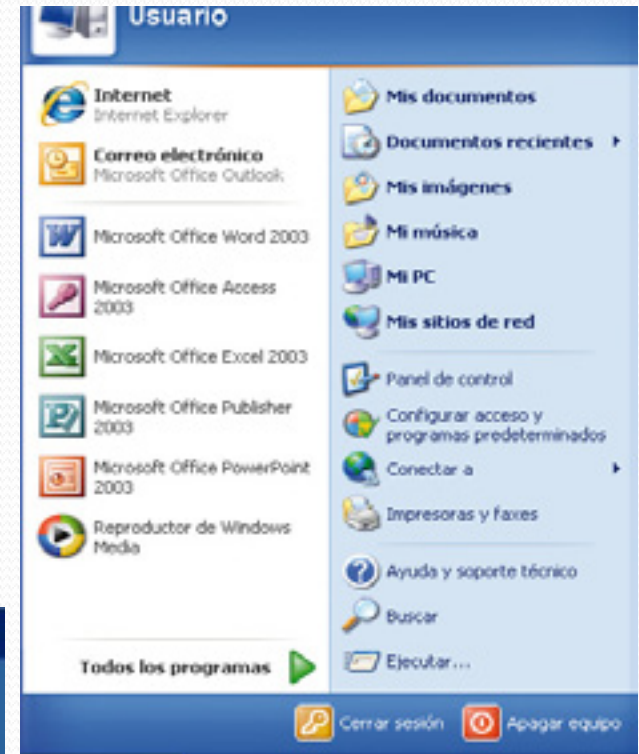 Usuario
Internet
Internet Explorer
Correo electrónico
Microsoft Office Outlook
Microsoft Office Word 2003
Microsoft Office Access
2003
Microsoft Office Excel 2003
Microsoft Office Publisher
2003
Microsoft Office PowerPoint
2003
Reproductor de Windows
Media
Todos los programas
Mis documentos
Documentos recientes
Mis imágenes
Mi música
Mi PC
Mis sitios de red
Panel de control
Configurar acceso y
programas predeterminados
Conectar a
Impresoras y faxes
Ayuda y soporte técnico
Buscar
Ejecutar...
Cerrar sesión
Apagar equipo